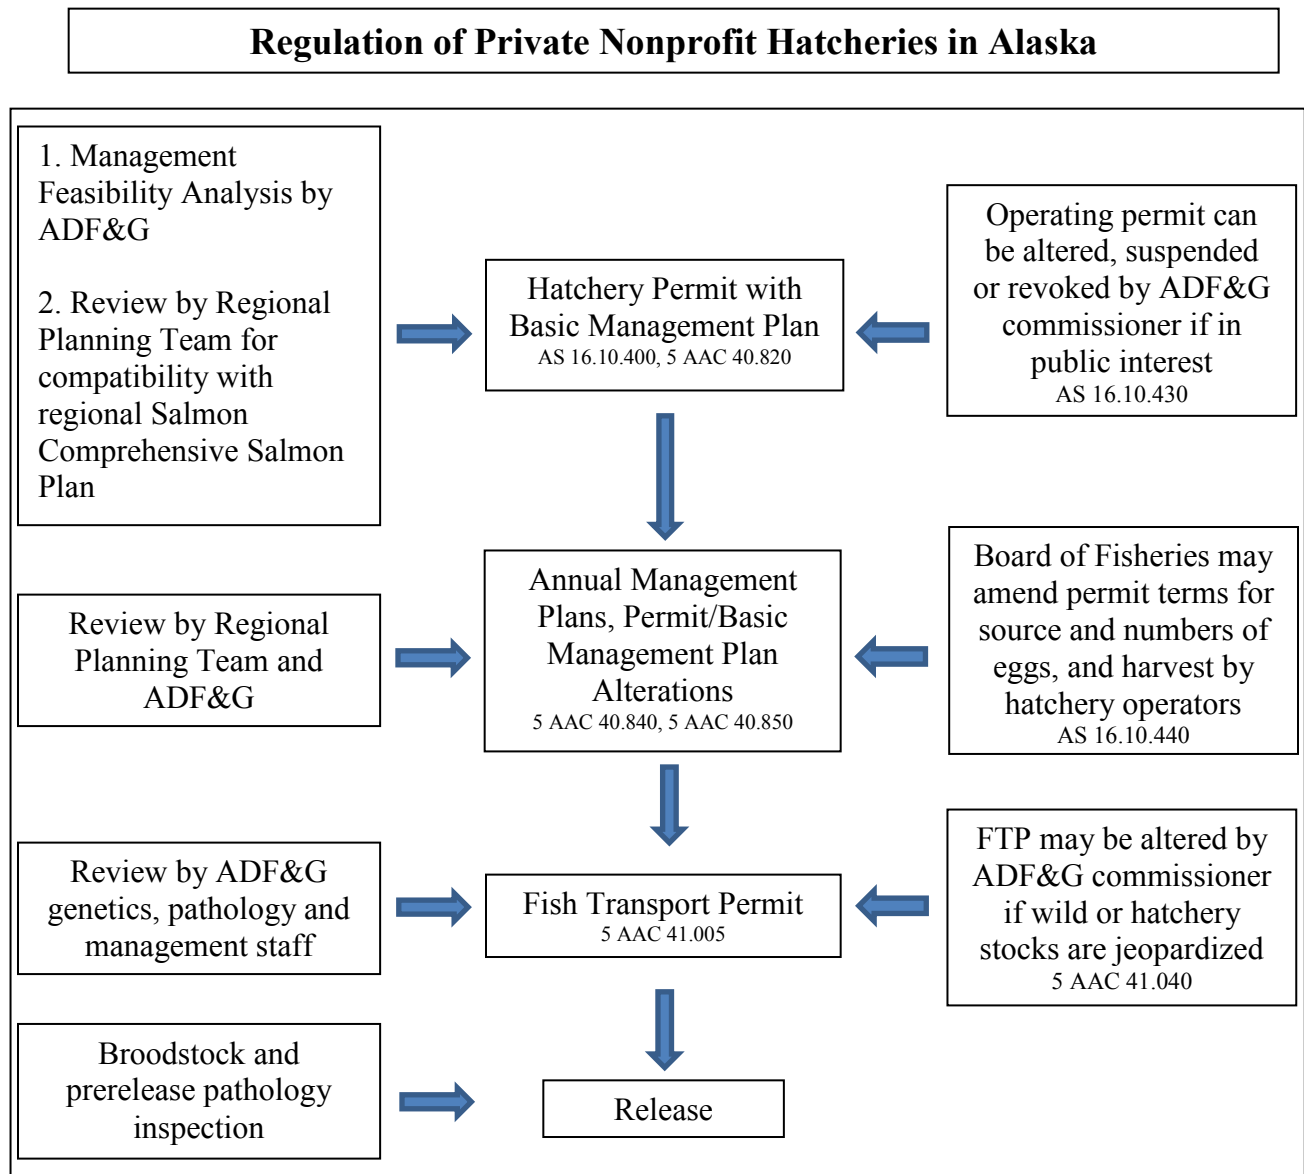 Regulation of Private Nonprofit Hatcheries in Alaska
1. Management
Feasibility Analysis by
ADF&G
2. Review by Regional
Planning Team for
compatibility with
regional Salmon
Comprehensive Salmon
Plan
Hatchery Permit with
Basic Management Plan
AS 16.10.400, 5 AAC 40.820
Operating permit can
be altered, suspended
or revoked by ADF&G
commissioner if in
public interest
AS 16.10.430
Review by Regional
Planning Team and
ADF&G
Annual Management
Plans, Permit/Basic
Management Plan
Alterations
5 AAC 40.840, 5 AAC 40.850
Board of Fisheries may
amend permit terms for
source and numbers of
eggs, and harvest by
hatchery operators
AS 16.10.440
Review by ADF&G
genetics, pathology and
management staff
Fish Transport Permit
5 AAC 41.005
FTP may be altered by
ADF&G commissioner
if wild or hatchery
stocks are jeopardized
5 AAC 41.040
Broodstock and
prerelease pathology
inspection
Release